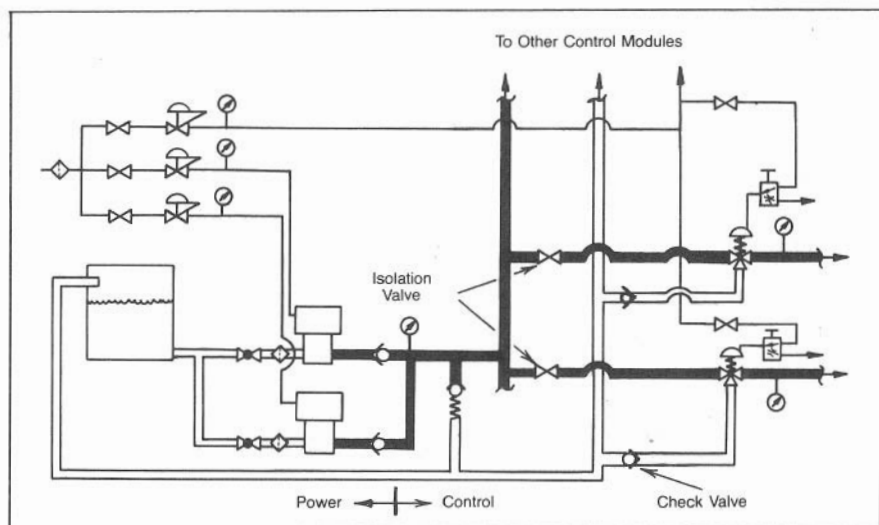 To Other Control Modules
Isolation
Valve
Power
Control
Check Valve